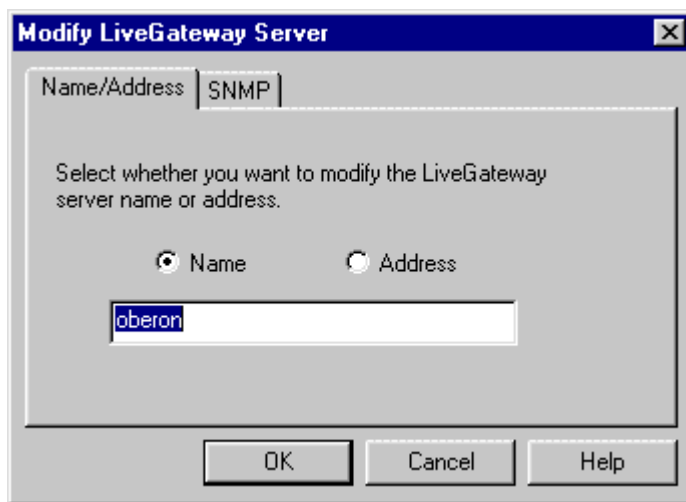 Modify LiveGateway Server
Name/Address SNMP
Select whether you want to modify the LiveGateway
server name or address.
Name Address
oberon
OK Cancel Help